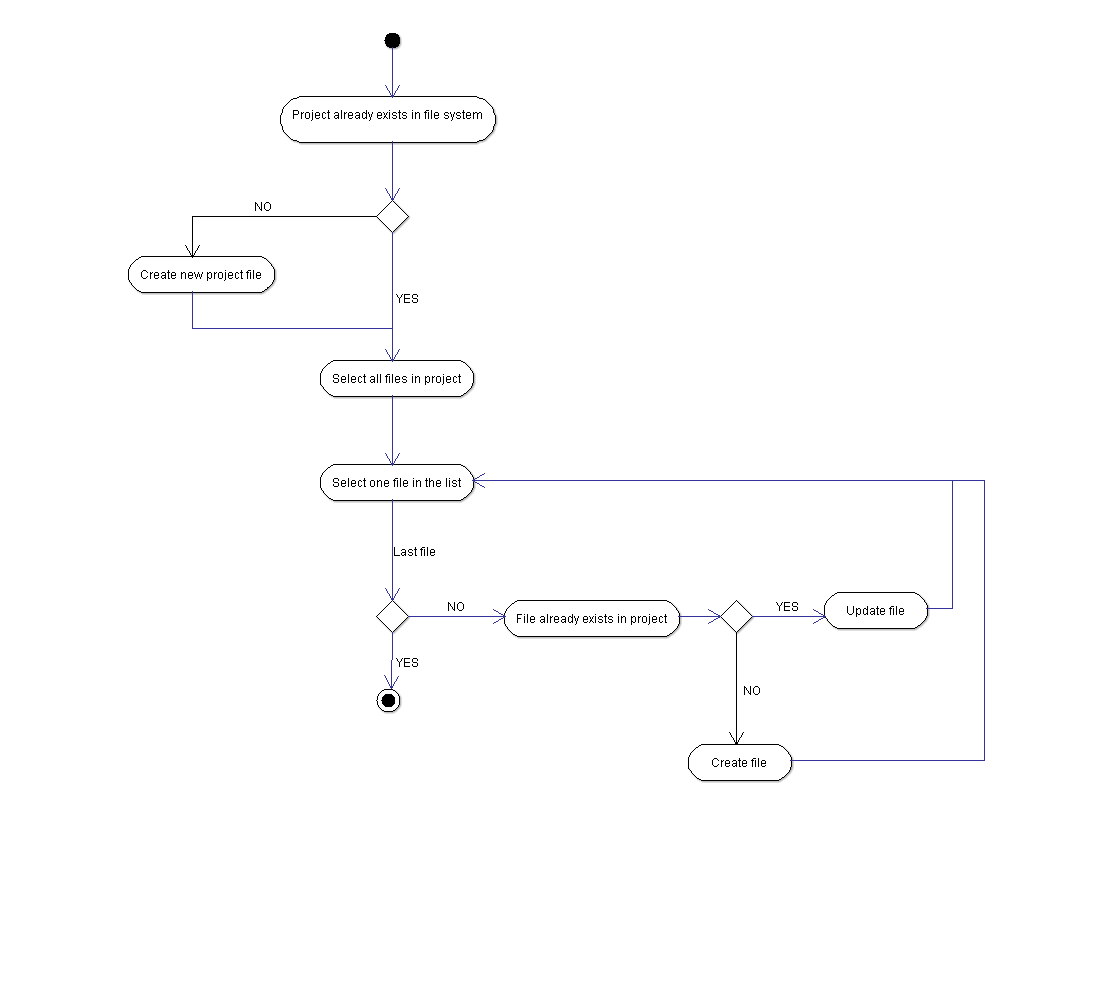 Project already exists in file system
NO
Create new project file
YES
Select all files in project
Select one file in the list
Last file
NO
File already exists in project
YES
Update file
YES
NO
Create file